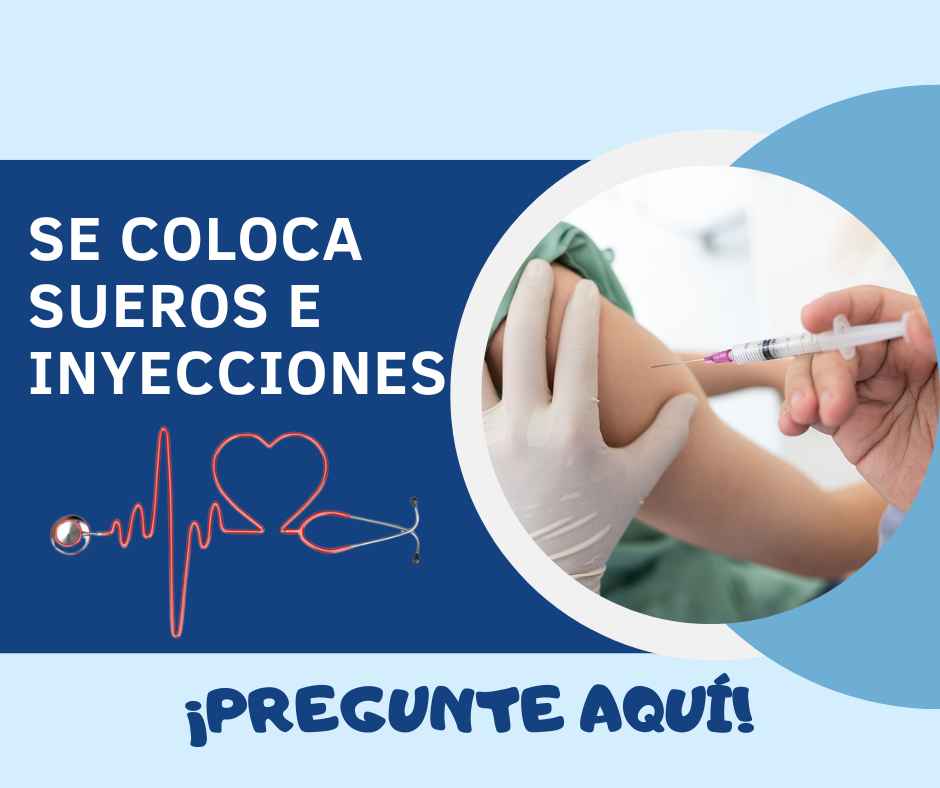 SE COLOCA
SUEROS E
INYECCIONES
¡PREGUNTE AQUÍ!